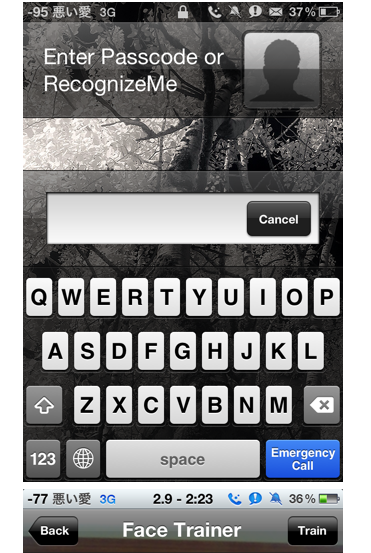 -95 悪い愛 3G 37%
Enter Passcode or
RecognizeMe
Cancel
Q W E R T Y U I O P
A S D F G H J K L
Z X C V B N M
123 space Emergency
Call
-77 悪い愛 3G 2.9 - 2:23 36%
Back Face Trainer Train